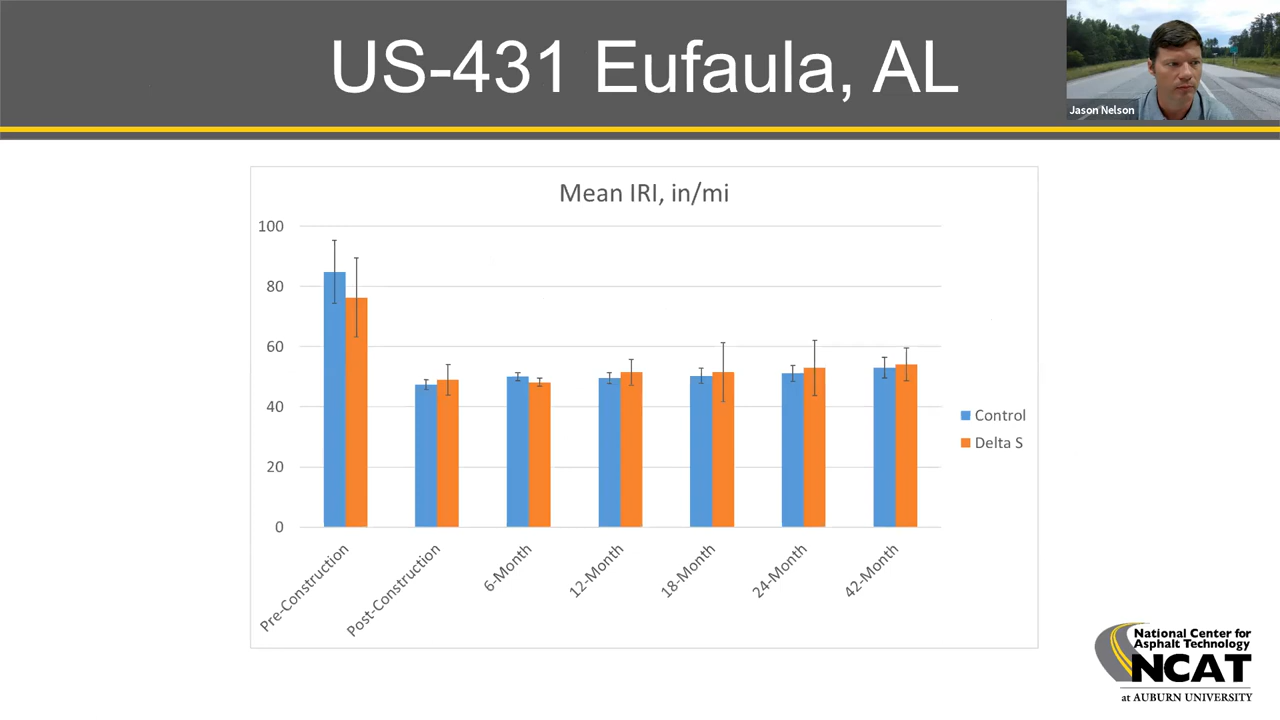 US-431 Eufaula, AL
Jason Nelson
Mean IRI, in/mi
100
80
60
40
20
0
Pre-Construction
Post-Construction
6-Month
12-Month
18-Month
24-Month
42-Month
Control
Delta S
National Center for
Asphalt Technology
NCAT
at AUBURN UNIVERSITY